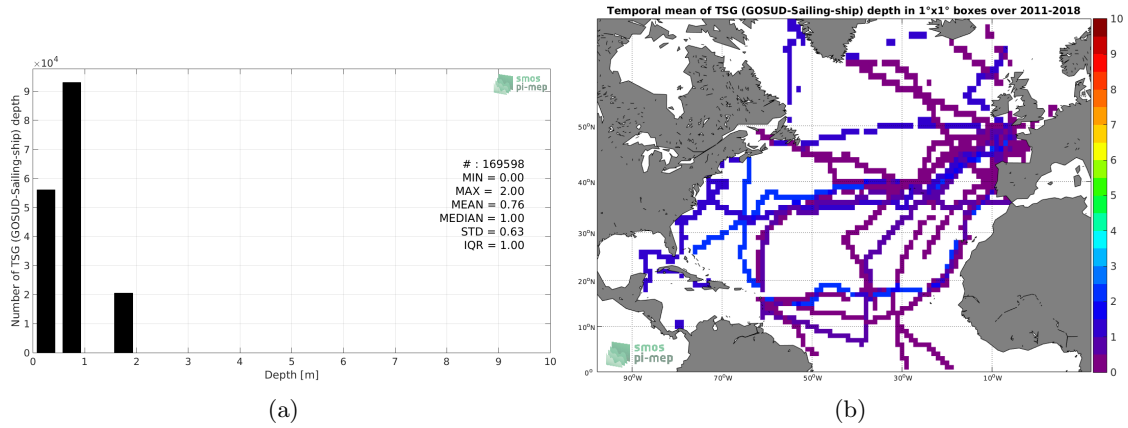 ×10⁴
9
8
7
6
5
4
3
2
1
0
Number of TSG (GOSUD-Sailing-ship) depth
smos
pi-mep
# : 169598
MIN = 0.00
MAX = 2.00
MEAN = 0.76
MEDIAN = 1.00
STD = 0.63
IQR = 1.00
0 1 2 3 4 5 6 7 8 9 10
Depth [m]
(a)
Temporal mean of TSG (GOSUD-Sailing-ship) depth in 1°x1° boxes over 2011-2018
50°N
40°N
30°N
20°N
10°N
0°
90°W 70°W 50°W 30°W 10°W
smos
pi-mep
10
9
8
7
6
5
4
3
2
1
0
(b)